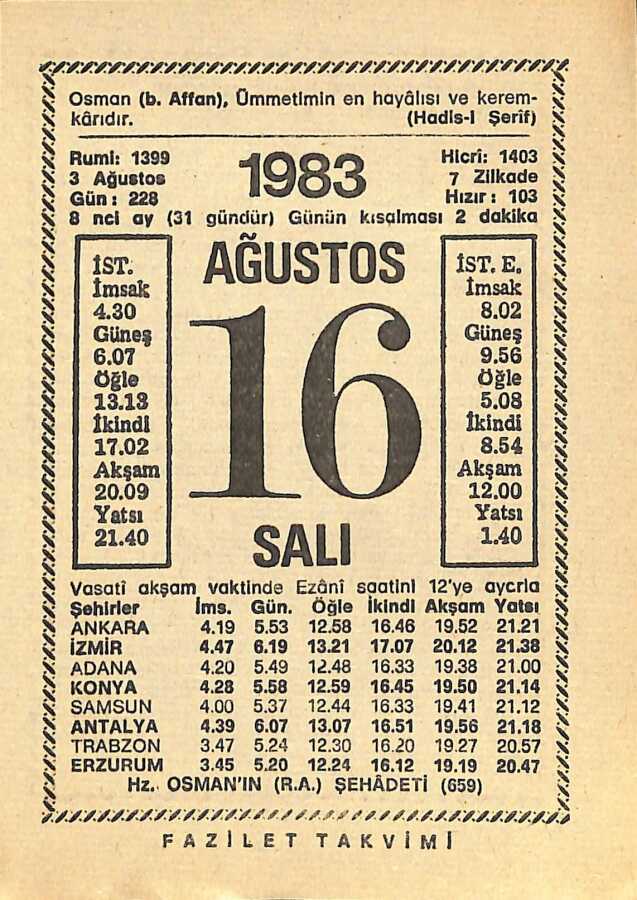 Osman (b. Affan), Ümmetimin en hayâlısı ve kerem-
kârıdır. (Hadis-i Şerîf)
Rumi: 1399
3 Ağustos
Gün: 228
1983
Hicrî: 1403
7 Zilkade
Hızır: 103
8 nci ay (31 gündür) Günün kısalması 2 dakika
İST.
İmsak
4.30
Güneş
6.07
Öğle
13.13
İkindi
17.02
Akşam
20.09
Yatsı
21.40
AĞUSTOS
16
SALI
İST. E.
İmsak
8.02
Güneş
9.56
Öğle
5.08
İkindi
8.54
Akşam
12.00
Yatsı
1.40
Vasatî akşam vaktinde Ezânî saatini 12'ye aycrla
Şehirler İms. Gün. Öğle İkindi Akşam Yatsı
ANKARA 4.19 5.53 12.58 16.46 19.52 21.21
İZMİR 4.47 6.19 13.21 17.07 20.12 21.38
ADANA 4.20 5.49 12.48 16.33 19.38 21.00
KONYA 4.28 5.58 12.59 16.45 19.50 21.14
SAMSUN 4.00 5.37 12.44 16.33 19.41 21.12
ANTALYA 4.39 6.07 13.07 16.51 19.56 21.18
TRABZON 3.47 5.24 12.30 16.20 19.27 20.57
ERZURUM 3.45 5.20 12.24 16.12 19.19 20.47
Hz. OSMAN'IN (R.A.) ŞEHÂDETİ (659)
FAZİLET TAKVİMİ